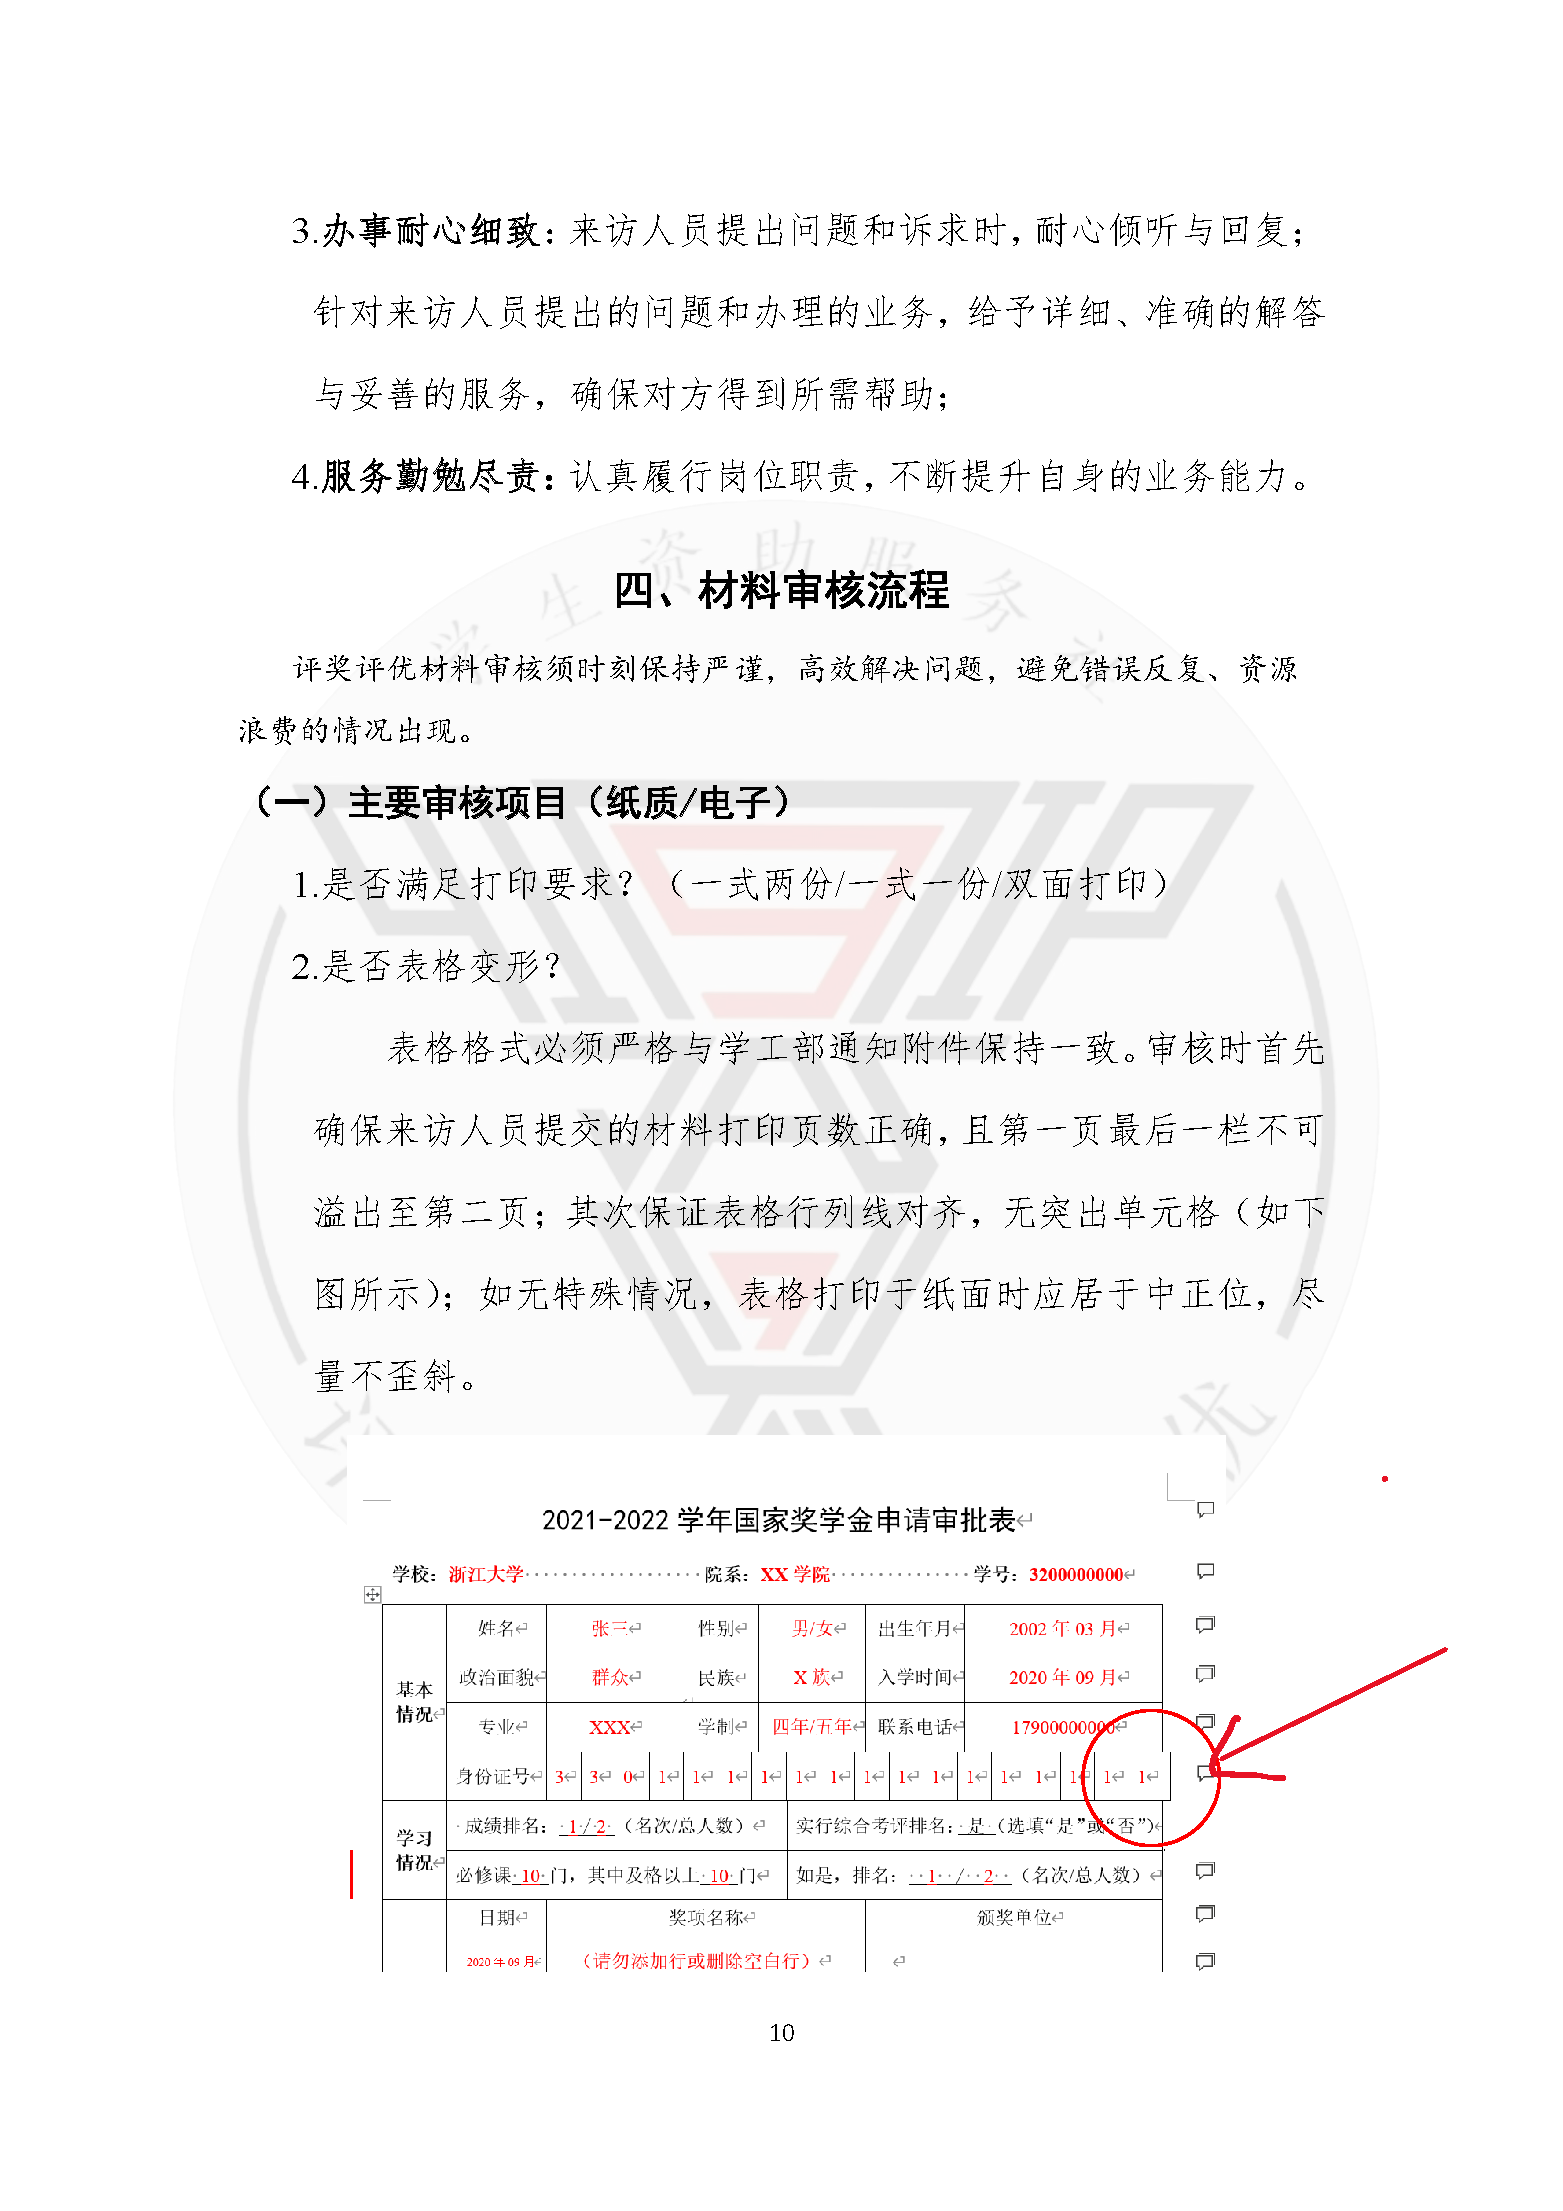 3.办事耐心细致：来访人员提出问题和诉求时，耐心倾听与回复；
针对来访人员提出的问题和办理的业务，给予详细、准确的解答
与妥善的服务，确保对方得到所需帮助；
4.服务勤勉尽责：认真履行岗位职责，不断提升自身的业务能力。
学生资助服务之
四、材料审核流程
评奖评优材料审核须时刻保持严谨，高效解决问题，避免错误反复、资源
浪费的情况出现。
（一）主要审核项目（纸质/电子）
1.是否满足打印要求？（一式两份/一式一份/双面打印）
2.是否表格变形？
表格格式必须严格与学工部通知附件保持一致。审核时首先
确保来访人员提交的材料打印页数正确，且第一页最后一栏不可
溢出至第二页；其次保证表格行列线对齐，无突出单元格（如下
图所示）；如无特殊情况，表格打印于纸面时应居于中正位，尽
量不歪斜。
优
2021-2022 学年国家奖学金申请审批表
学校：浙江大学 院系：XX 学院 学号：3200000000
基本情况 姓名 张三 性别 男/女 出生年月 2002 年 03 月
政治面貌 群众 民族 X 族 入学时间 2020 年 09 月
专业 XXX 学制 四年/五年 联系电话 17900000000
身份证号 3 3 0 1 1 1 1 1 1 1 1 1 1 1 1 1 1 1
学习情况 成绩排名： 1 / 2 （名次/总人数） 实行综合考评排名： 是 （选填“是”或“否”）
必修课 10 门，其中及格以上 10 门 如是，排名： 1 / 2 （名次/总人数）
日期 奖项名称 颁奖单位
2020 年 09 月 （请勿添加行或删除空白行）
10